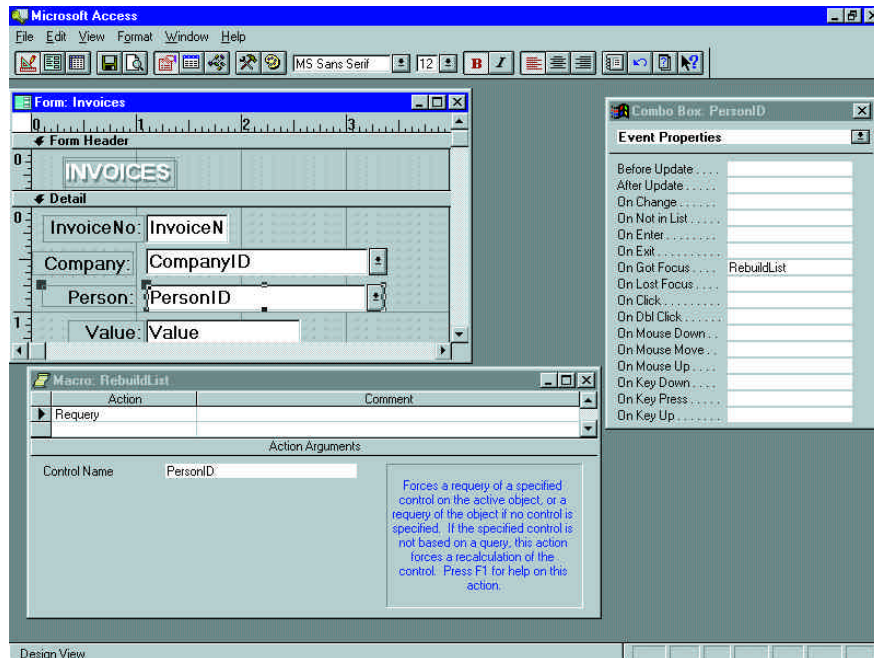 Microsoft Access
File Edit View Format Window Help
MS Sans Serif 12 B I
Form: Invoices
0 1 2 3
Form Header
0
INVOICES
Detail
0
InvoiceNo: InvoiceN
Company: CompanyID
Person: PersonID
1
Value: Value
Combo Box: PersonID
Event Properties
Before Update . . . .
After Update . . . . .
On Change . . . . . .
On Not in List . . . . .
On Enter . . . . . . . .
On Exit . . . . . . . . . .
On Got Focus . . . . RebuildList
On Lost Focus . . . .
On Click . . . . . . . . .
On Dbl Click . . . . . .
On Mouse Down . .
On Mouse Move . .
On Mouse Up . . . .
On Key Down . . . .
On Key Press . . . . .
On Key Up . . . . . . .
Macro: RebuildList
Action Comment
Requery
Action Arguments
Control Name PersonID
Forces a requery of a specified
control on the active object, or a
requery of the object if no control is
specified. If the specified control is
not based on a query, this action
forces a recalculation of the
control. Press F1 for help on this
action.
Design View